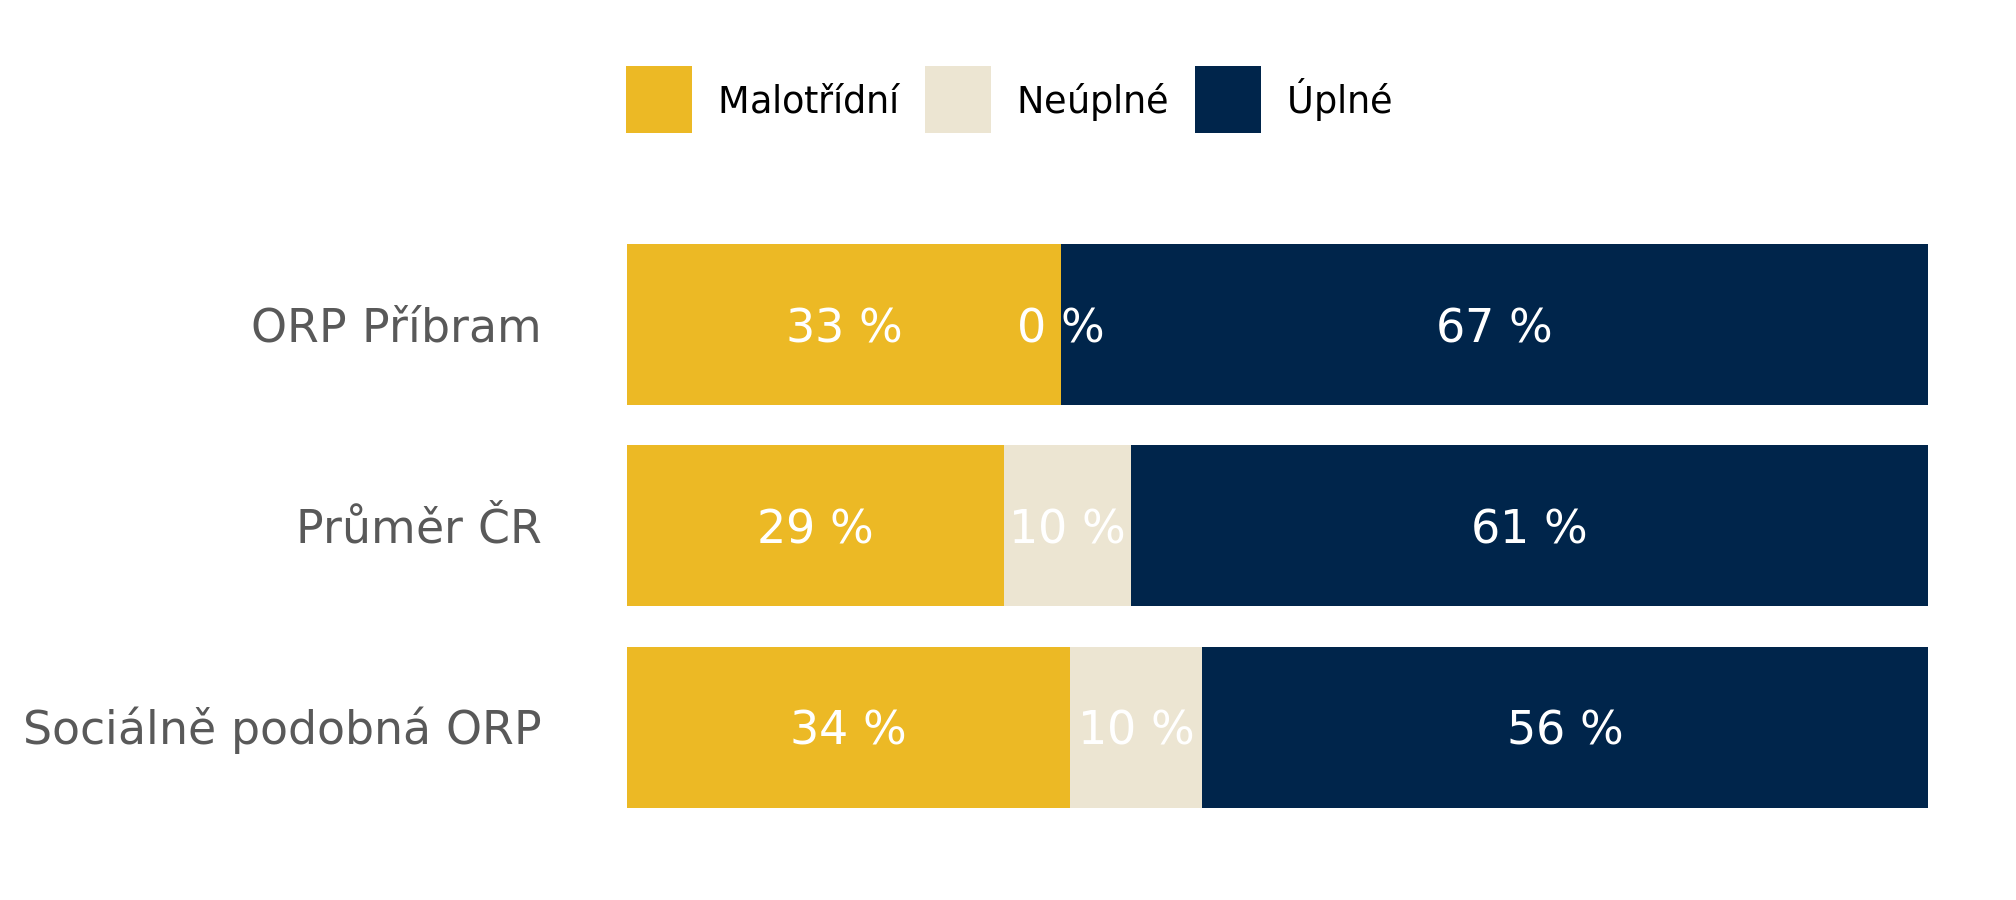 Malotřídní Neúplné Úplné
ORP Příbram 33 % 0 % 67 %
Průměr ČR 29 % 10 % 61 %
Sociálně podobná ORP 34 % 10 % 56 %